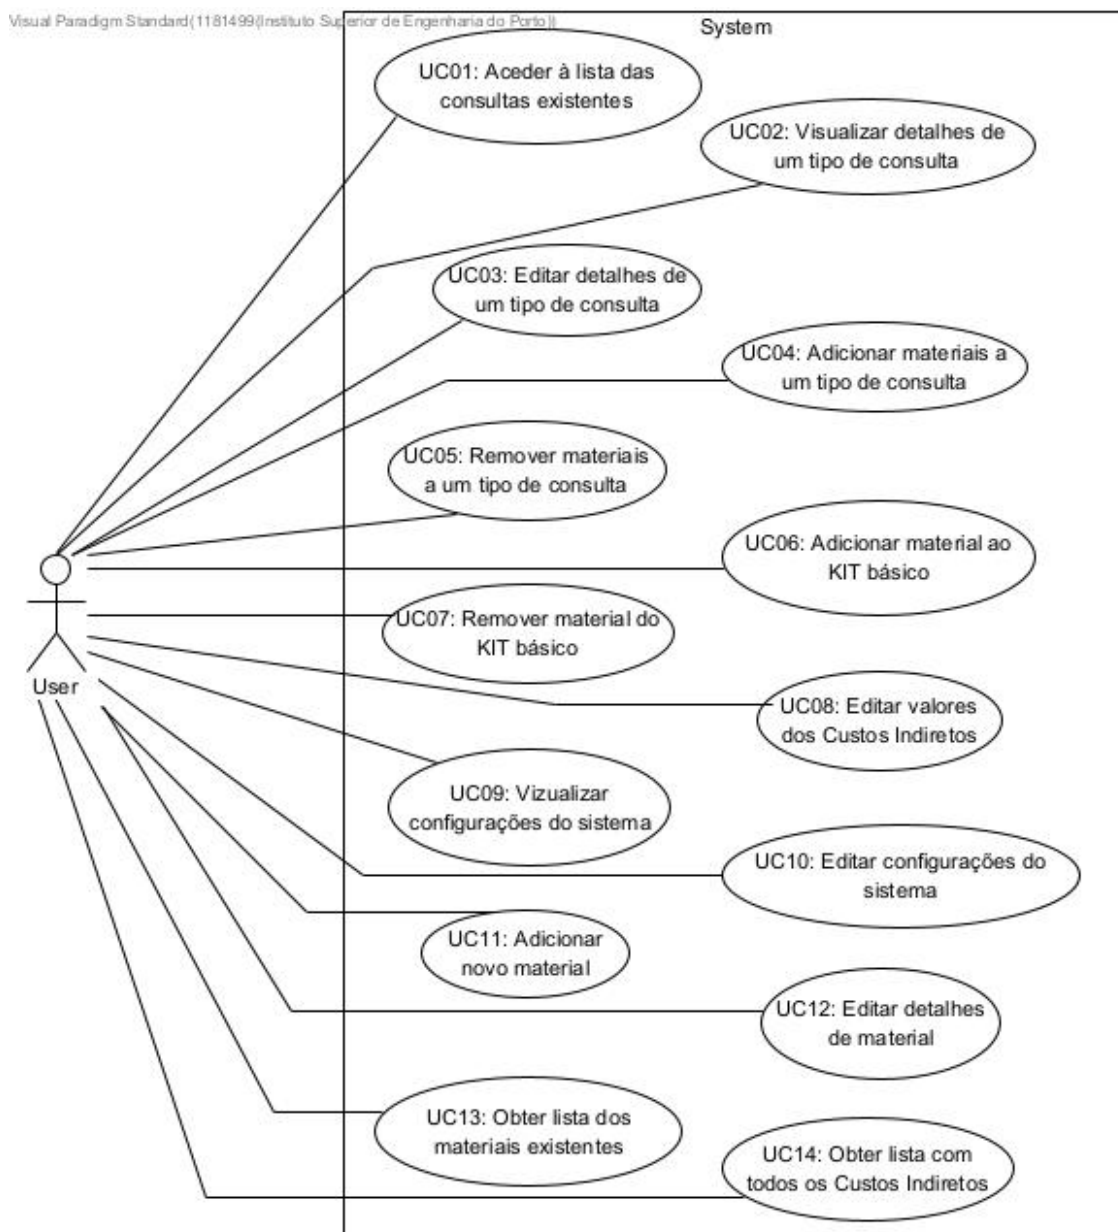 Visual Paradigm Standard(1181499(Instituto Superior de Engenharia do Porto))
System
UC01: Aceder à lista das
consultas existentes
UC02: Visualizar detalhes de
um tipo de consulta
UC03: Editar detalhes de
um tipo de consulta
UC04: Adicionar materiais a
um tipo de consulta
UC05: Remover materiais
a um tipo de consulta
UC06: Adicionar material ao
KIT básico
UC07: Remover material do
KIT básico
User
UC08: Editar valores
dos Custos Indiretos
UC09: Vizualizar
configurações do sistema
UC10: Editar configurações do
sistema
UC11: Adicionar
novo material
UC12: Editar detalhes
de material
UC13: Obter lista dos
materiais existentes
UC14: Obter lista com
todos os Custos Indiretos